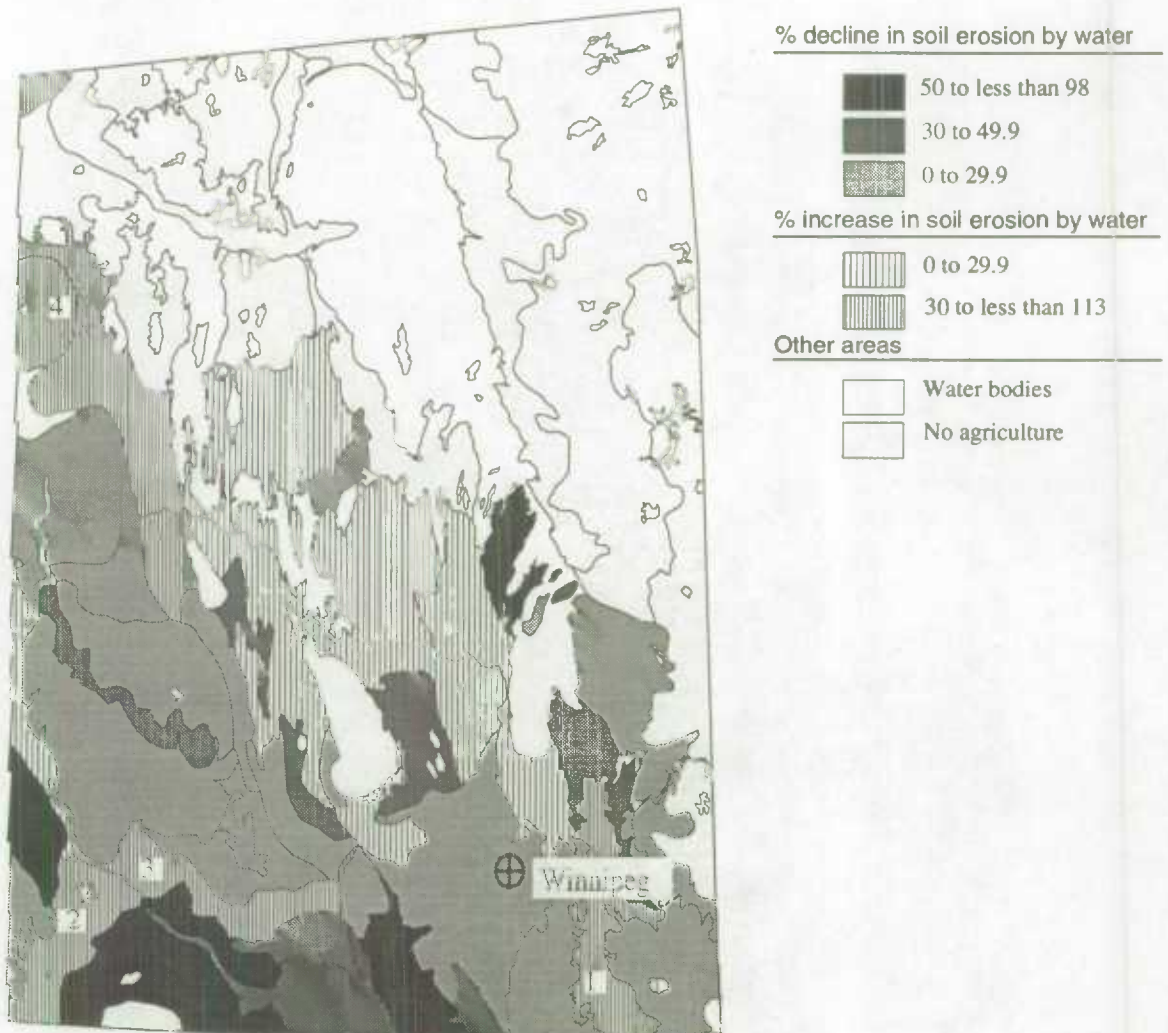 % decline in soil erosion by water
50 to less than 98
30 to 49.9
0 to 29.9
% increase in soil erosion by water
0 to 29.9
30 to less than 113
Other areas
Water bodies
No agriculture
4
3
Winnipeg
2
1